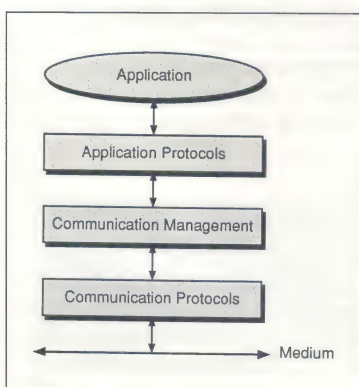 Application
Application Protocols
Communication Management
Communication Protocols
Medium